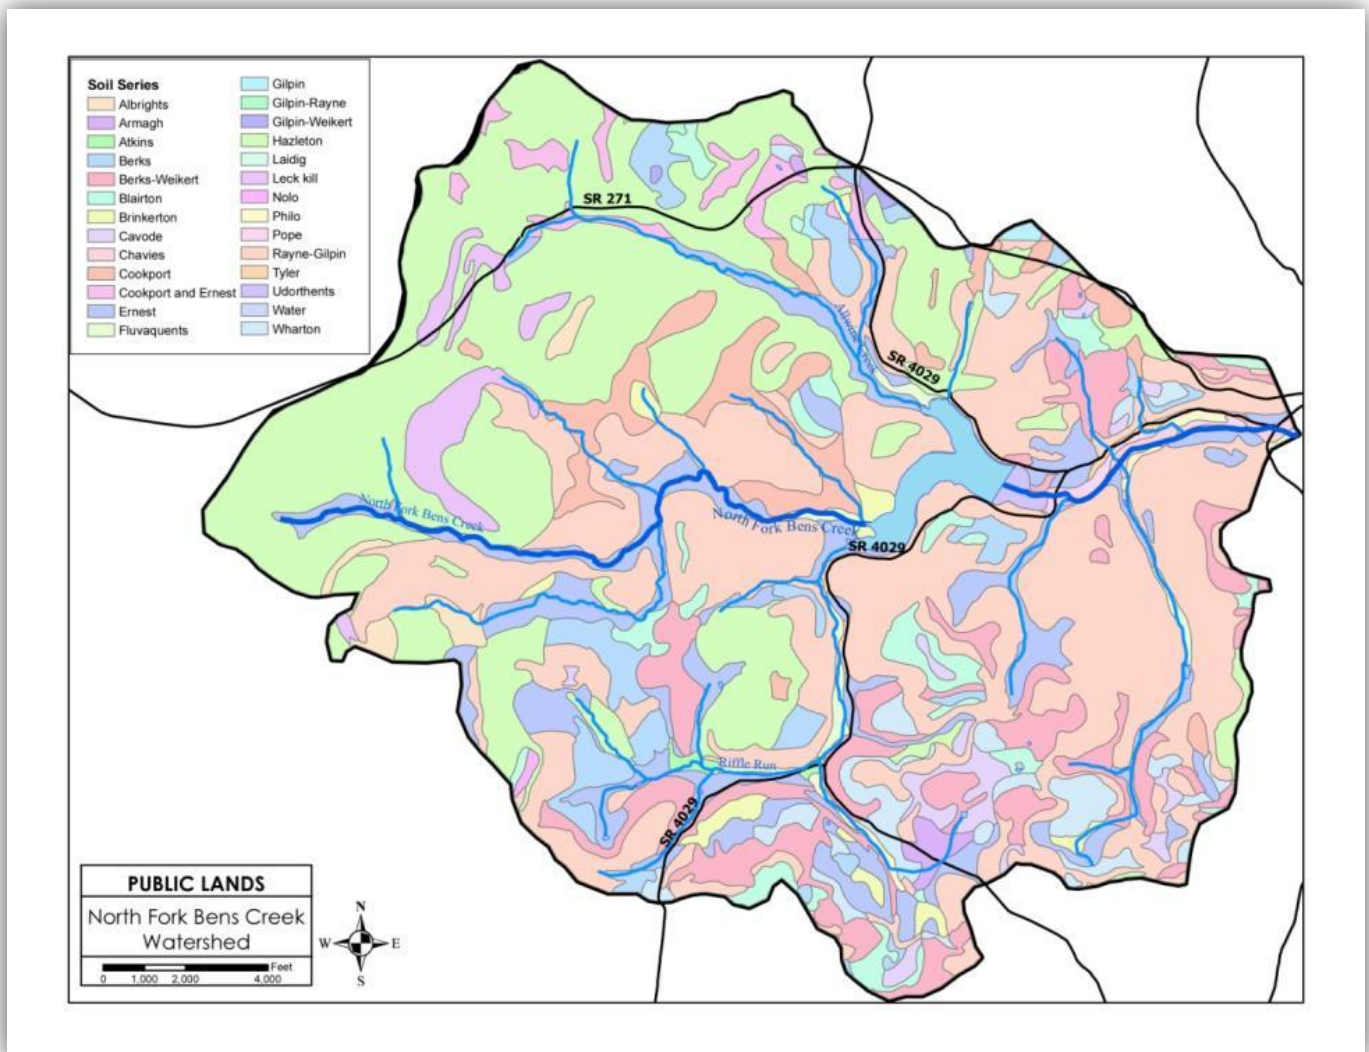 Soil Series
Albrights
Armagh
Atkins
Berks
Berks-Weikert
Blairton
Brinkerton
Cavode
Chavies
Cookport
Cookport and Ernest
Ernest
Fluvaquents
Gilpin
Gilpin-Rayne
Gilpin-Weikert
Hazleton
Laidig
Leck kill
Nolo
Philo
Pope
Rayne-Gilpin
Tyler
Udorthents
Water
Wharton
SR 271
Allwine Creek
SR 4029
North Fork Bens Creek
North Fork Bens Creek
SR 4029
Riffle Run
SR 4029
PUBLIC LANDS
North Fork Bens Creek
Watershed
Feet
0 1,000 2,000 4,000
N
W E
S